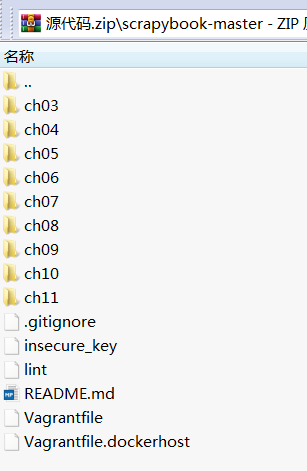 源代码.zip\scrapybook-master - ZIP
名称
..
ch03
ch04
ch05
ch06
ch07
ch08
ch09
ch10
ch11
.gitignore
insecure_key
lint
README.md
Vagrantfile
Vagrantfile.dockerhost